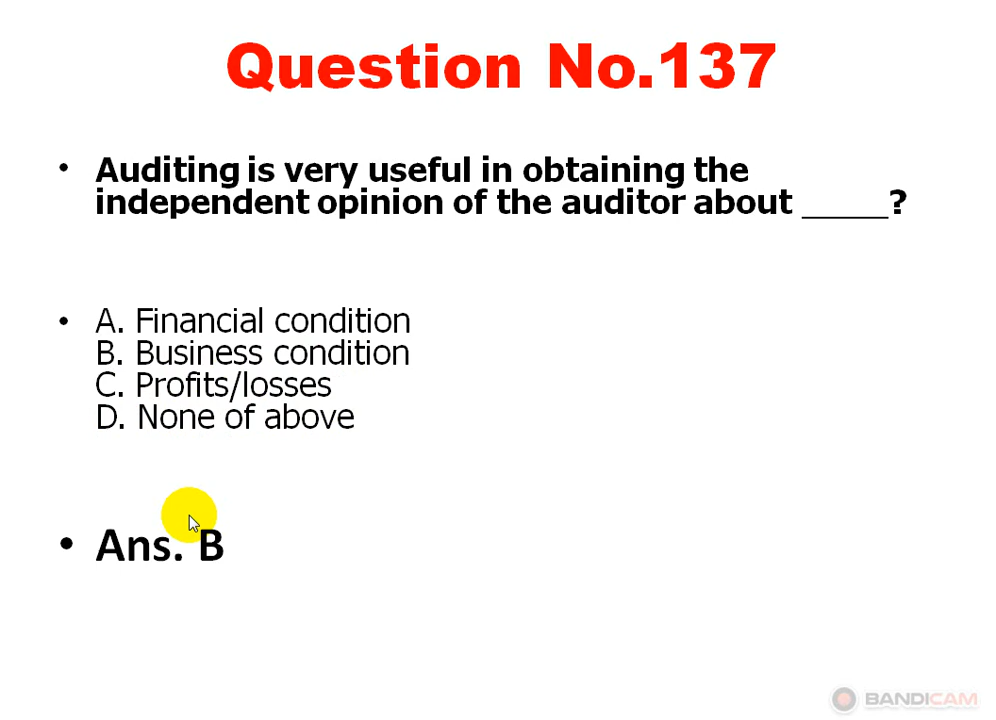 Question No.137
• Auditing is very useful in obtaining the
independent opinion of the auditor about _____?
• A. Financial condition
B. Business condition
C. Profits/losses
D. None of above
• Ans. B
BANDICAM